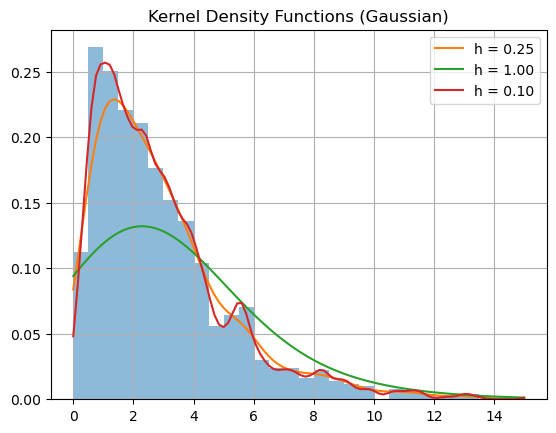 Kernel Density Functions (Gaussian)
h = 0.25
h = 1.00
h = 0.10
0.25
0.20
0.15
0.10
0.05
0.00
0 2 4 6 8 10 12 14